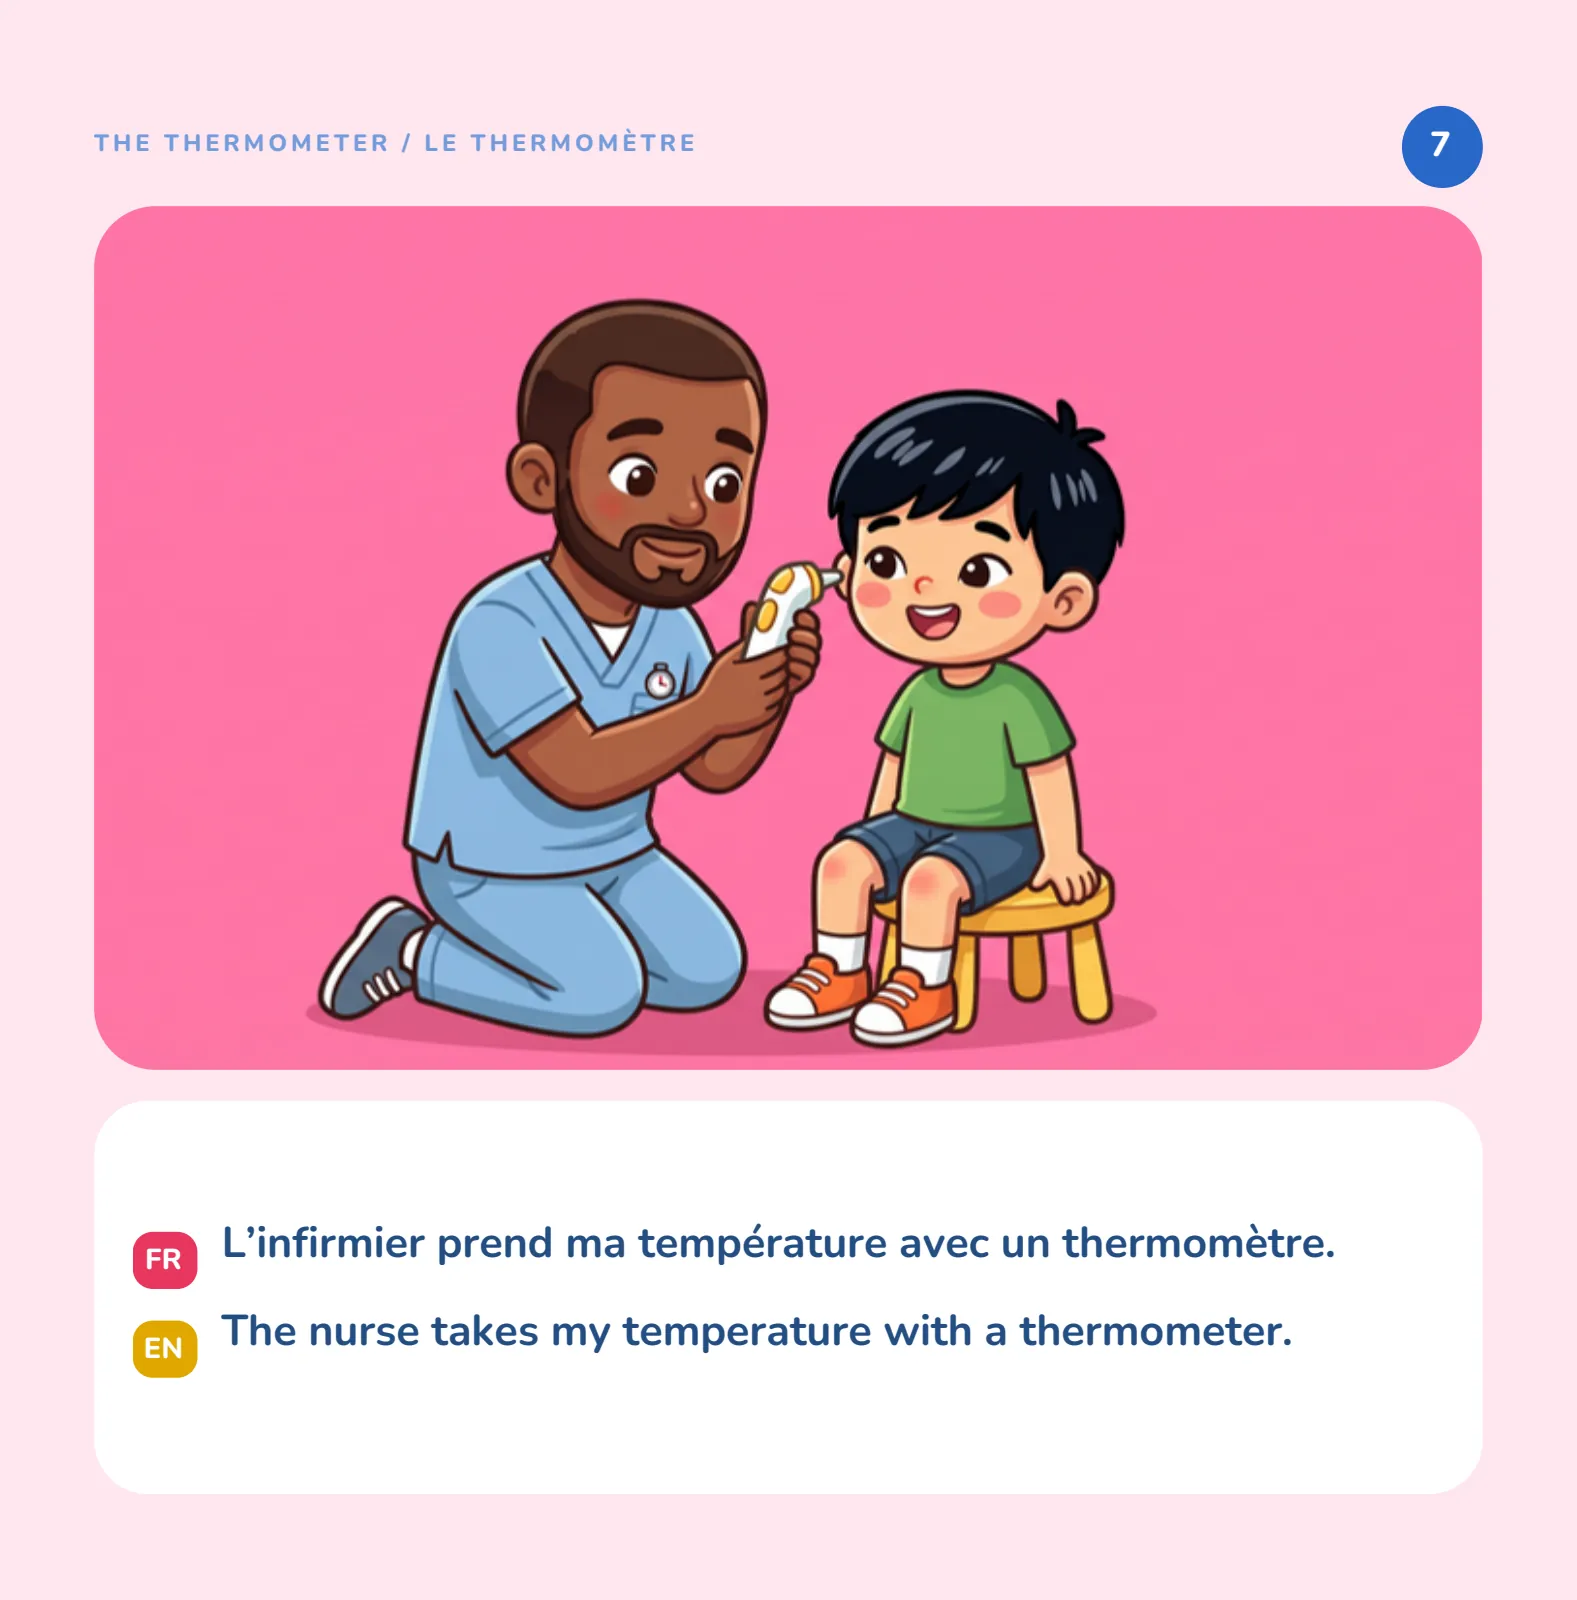 THE THERMOMETER / LE THERMOMÈTRE
7
FR L’infirmier prend ma température avec un thermomètre.
EN The nurse takes my temperature with a thermometer.